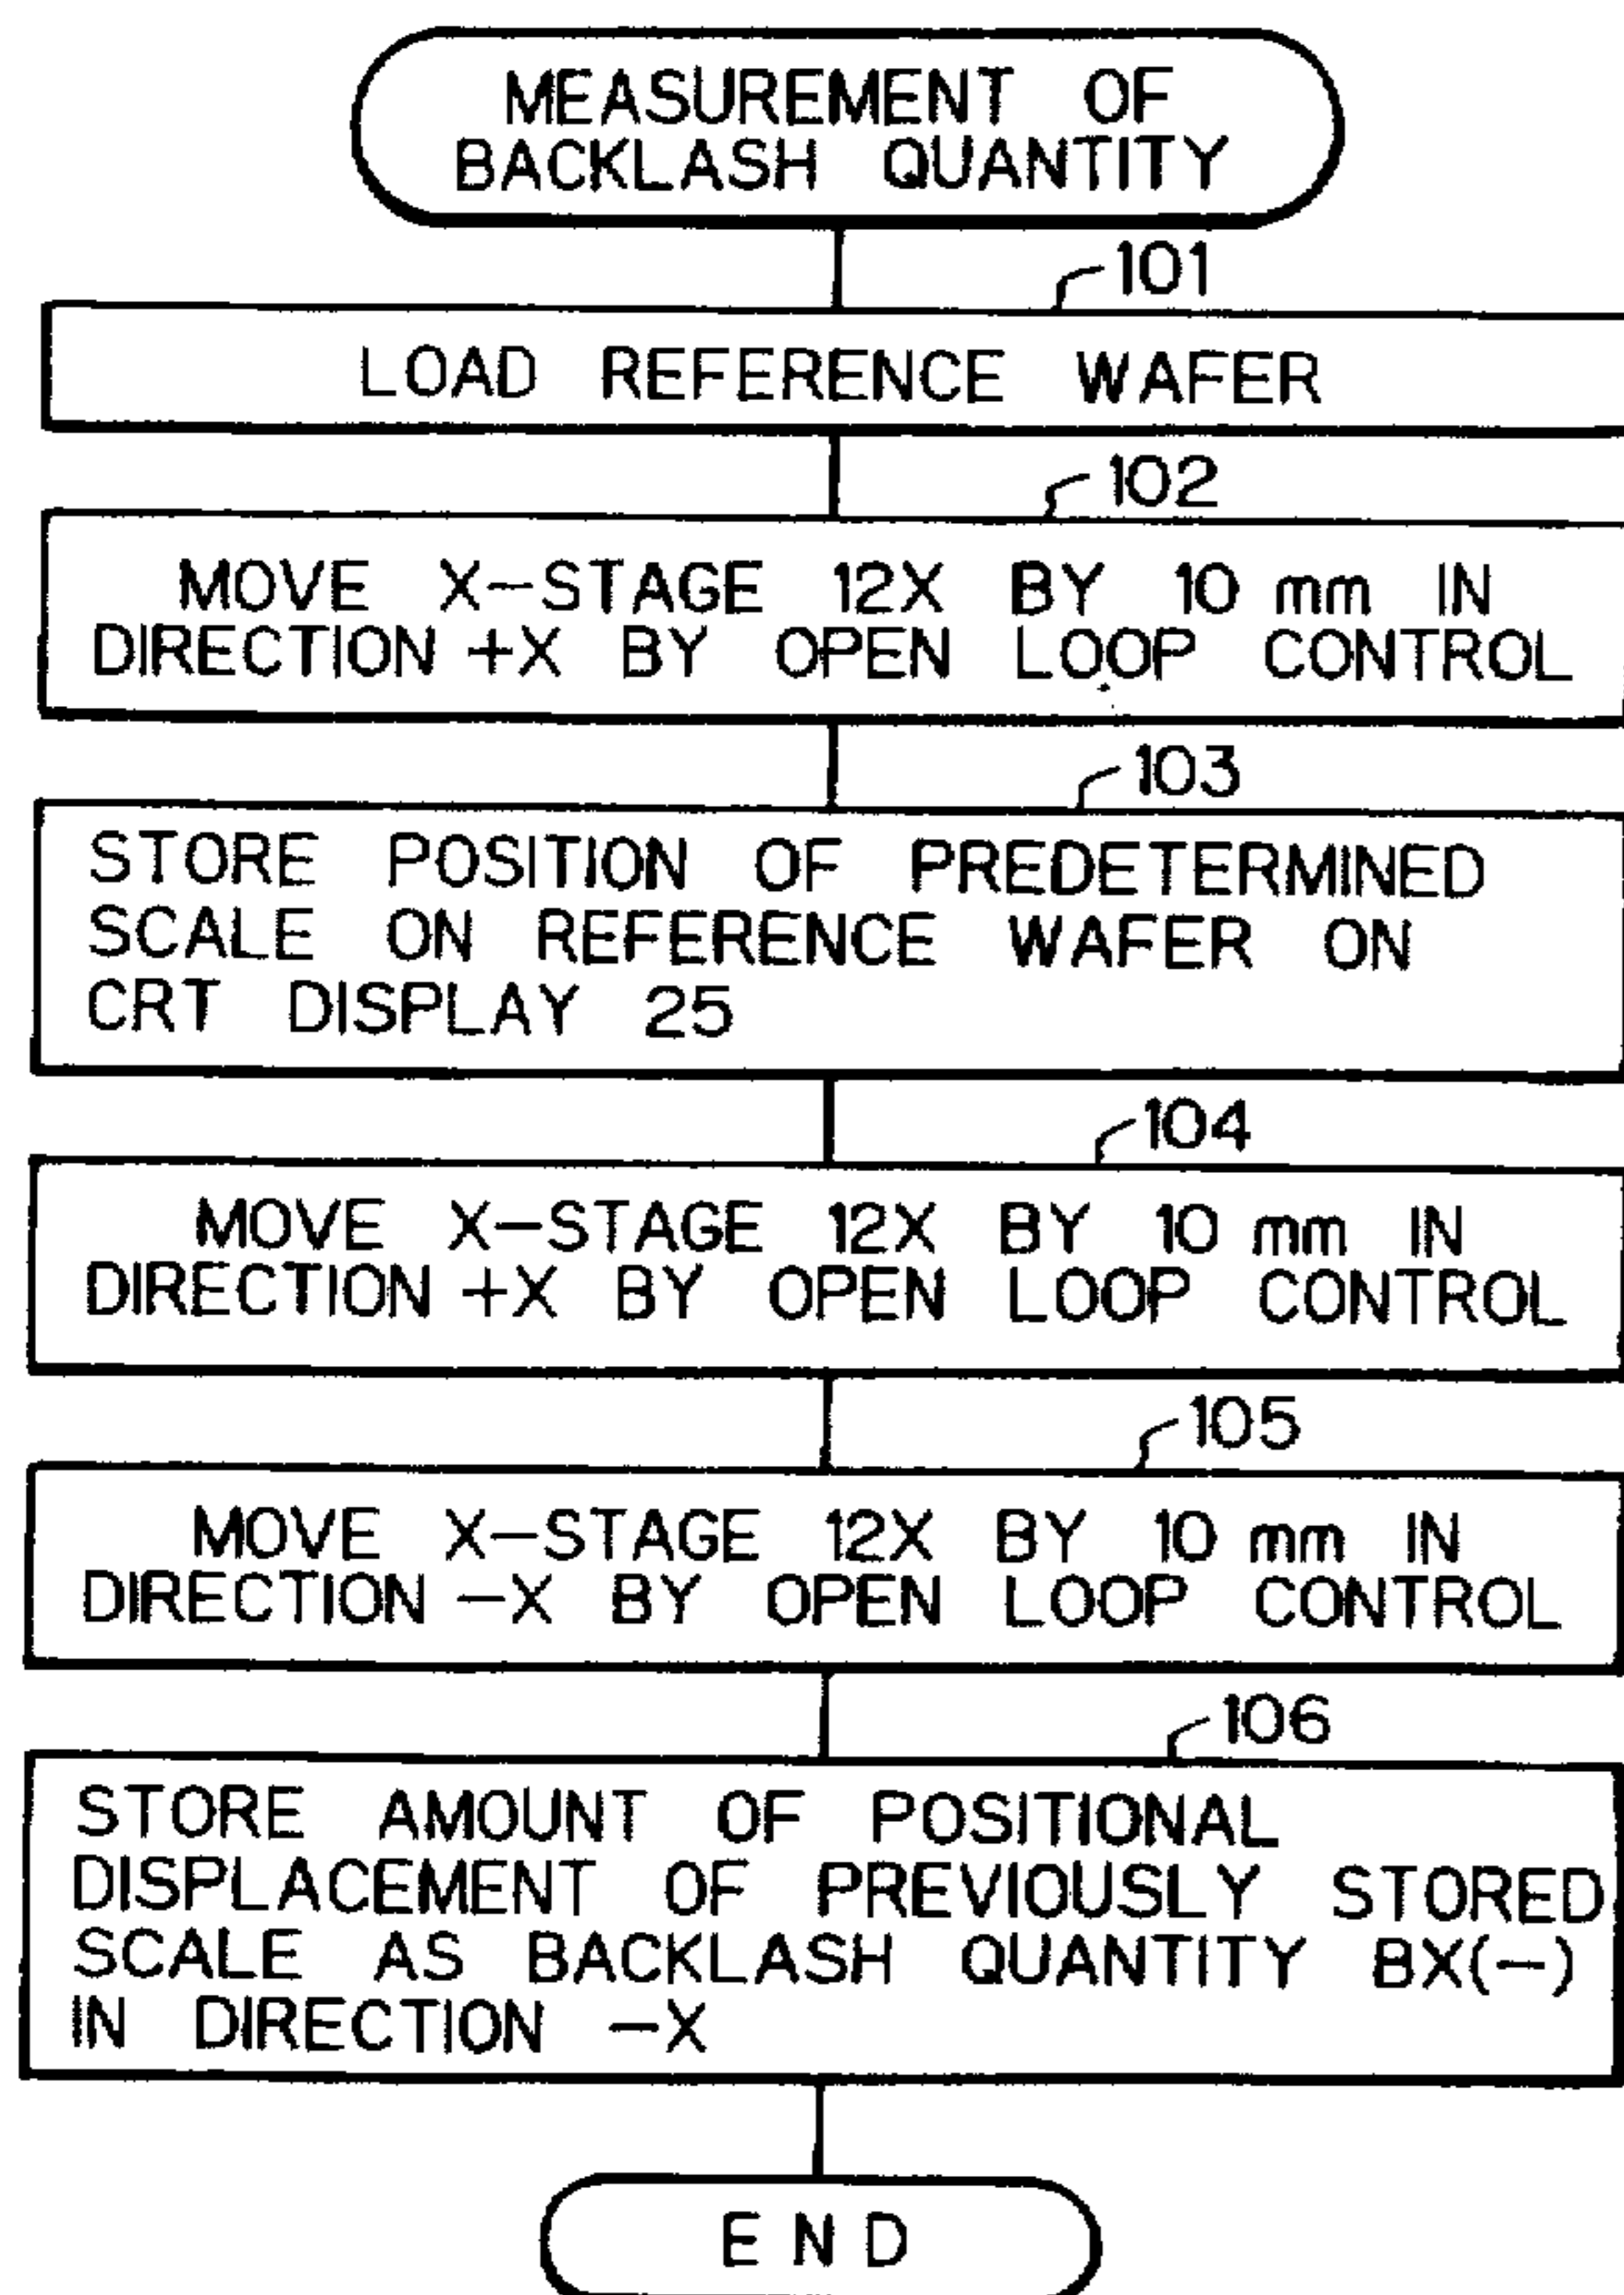 MEASUREMENT OF
BACKLASH QUANTITY
101
LOAD REFERENCE WAFER
102
MOVE X-STAGE 12X BY 10 mm IN
DIRECTION +X BY OPEN LOOP CONTROL
103
STORE POSITION OF PREDETERMINED
SCALE ON REFERENCE WAFER ON
CRT DISPLAY 25
104
MOVE X-STAGE 12X BY 10 mm IN
DIRECTION +X BY OPEN LOOP CONTROL
105
MOVE X-STAGE 12X BY 10 mm IN
DIRECTION -X BY OPEN LOOP CONTROL
106
STORE AMOUNT OF POSITIONAL
DISPLACEMENT OF PREVIOUSLY STORED
SCALE AS BACKLASH QUANTITY BX(-)
IN DIRECTION -X
END